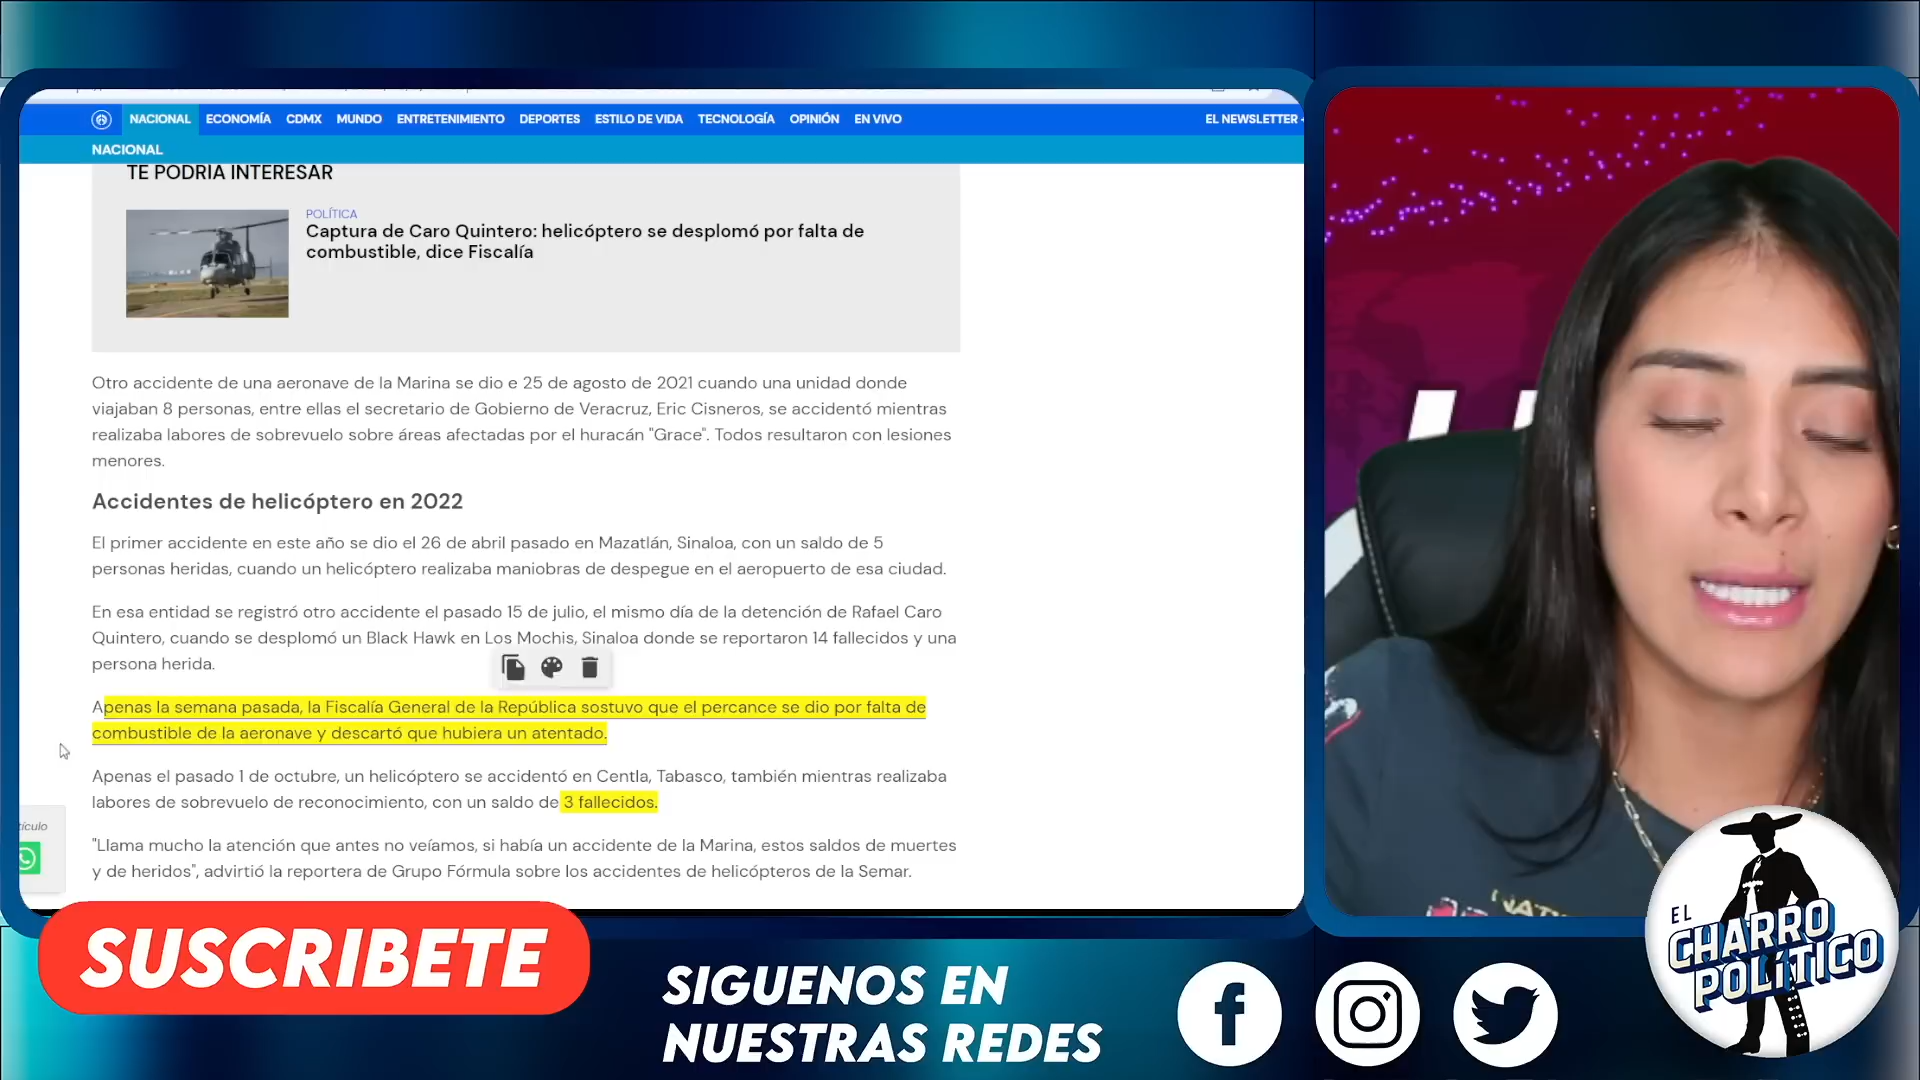 NACIONAL ECONOMÍA CDMX MUNDO ENTRETENIMIENTO DEPORTES ESTILO DE VIDA TECNOLOGÍA OPINIÓN EN VIVO EL NEWSLETTER
NACIONAL
TE PODRIA INTERESAR
POLÍTICA
Captura de Caro Quintero: helicóptero se desplomó por falta de
combustible, dice Fiscalía
Otro accidente de una aeronave de la Marina se dio e 25 de agosto de 2021 cuando una unidad donde
viajaban 8 personas, entre ellas el secretario de Gobierno de Veracruz, Eric Cisneros, se accidentó mientras
realizaba labores de sobrevuelo sobre áreas afectadas por el huracán "Grace". Todos resultaron con lesiones
menores.
Accidentes de helicóptero en 2022
El primer accidente en este año se dio el 26 de abril pasado en Mazatlán, Sinaloa, con un saldo de 5
personas heridas, cuando un helicóptero realizaba maniobras de despegue en el aeropuerto de esa ciudad.
En esa entidad se registró otro accidente el pasado 15 de julio, el mismo día de la detención de Rafael Caro
Quintero, cuando se desplomó un Black Hawk en Los Mochis, Sinaloa donde se reportaron 14 fallecidos y una
persona herida.
Apenas la semana pasada, la Fiscalía General de la República sostuvo que el percance se dio por falta de
combustible de la aeronave y descartó que hubiera un atentado.
Apenas el pasado 1 de octubre, un helicóptero se accidentó en Centla, Tabasco, también mientras realizaba
labores de sobrevuelo de reconocimiento, con un saldo de 3 fallecidos.
"Llama mucho la atención que antes no veíamos, si había un accidente de la Marina, estos saldos de muertes
y de heridos", advirtió la reportera de Grupo Fórmula sobre los accidentes de helicópteros de la Semar.
tículo
SUSCRIBETE
SIGUENOS EN
NUESTRAS REDES
EL
CHARRO
POLÍTICO